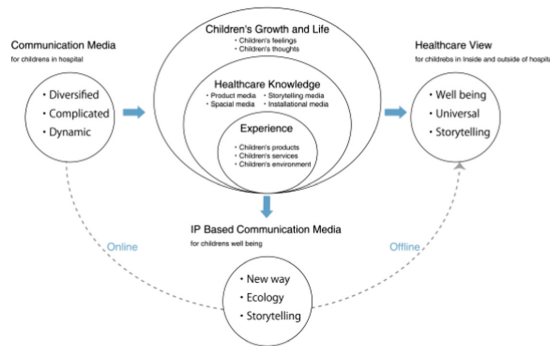 Children's Growth and Life
• Children's feelings
• Children's thoughts
Communication Media
for childrens in hospital
• Diversified
• Complicated
• Dynamic
Healthcare Knowledge
• Product media • Storytelling media
• Spacial media • Installational media
Experience
• Children's products
• Children's services
• Children's environment
Healthcare View
for childrebs in Inside and outside of hospita
• Well being
• Universal
• Storytelling
IP Based Communication Media
for childrens well being
Online
Offline
• New way
• Ecology
• Storytelling